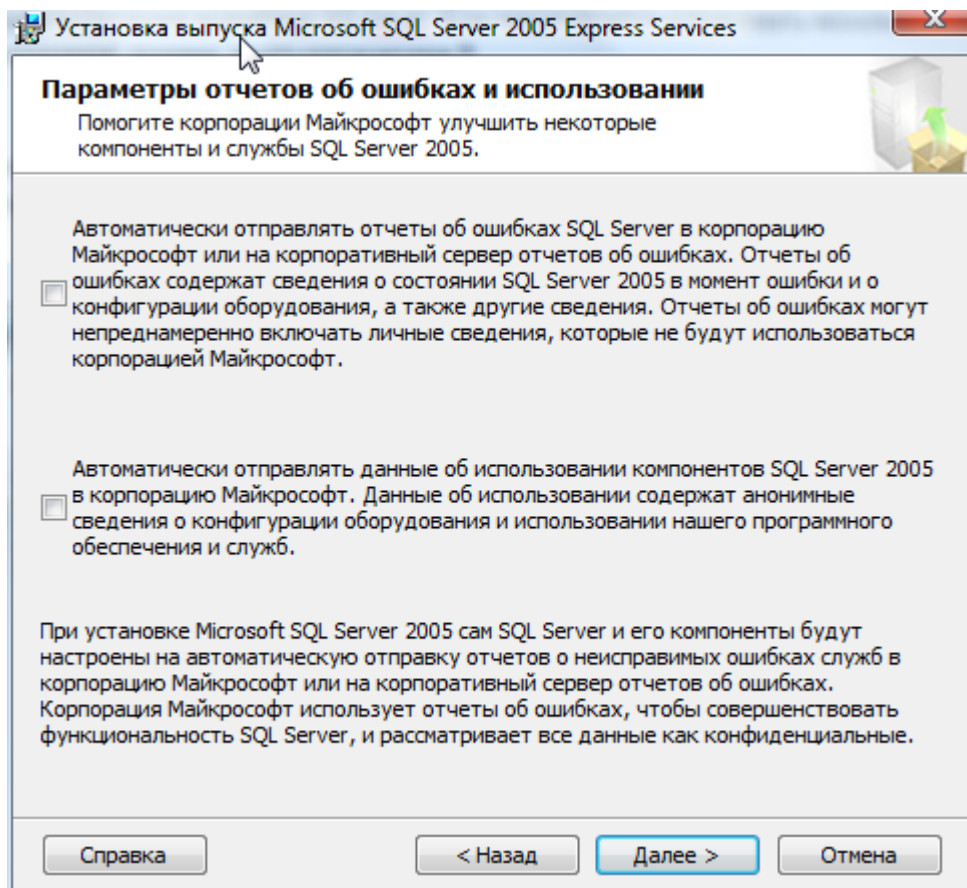 Установка выпуска Microsoft SQL Server 2005 Express Services
Параметры отчетов об ошибках и использовании
Помогите корпорации Майкрософт улучшить некоторые
компоненты и службы SQL Server 2005.
Автоматически отправлять отчеты об ошибках SQL Server в корпорацию
Майкрософт или на корпоративный сервер отчетов об ошибках. Отчеты об
ошибках содержат сведения о состоянии SQL Server 2005 в момент ошибки и о
конфигурации оборудования, а также другие сведения. Отчеты об ошибках могут
непреднамеренно включать личные сведения, которые не будут использоваться
корпорацией Майкрософт.
Автоматически отправлять данные об использовании компонентов SQL Server 2005
в корпорацию Майкрософт. Данные об использовании содержат анонимные
сведения о конфигурации оборудования и использовании нашего программного
обеспечения и служб.
При установке Microsoft SQL Server 2005 сам SQL Server и его компоненты будут
настроены на автоматическую отправку отчетов о неисправимых ошибках служб в
корпорацию Майкрософт или на корпоративный сервер отчетов об ошибках.
Корпорация Майкрософт использует отчеты об ошибках, чтобы совершенствовать
функциональность SQL Server, и рассматривает все данные как конфиденциальные.
Справка
< Назад
Далее >
Отмена